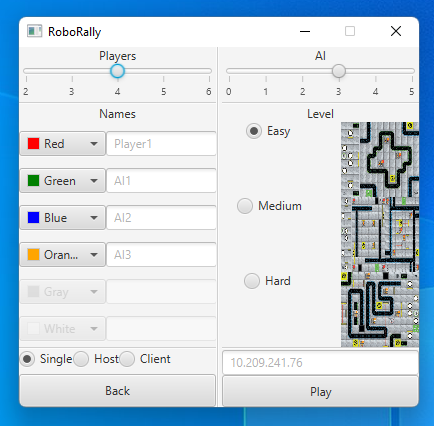 RoboRally
Players
2 3 4 5 6
Names
Red Player1
Green AI1
Blue AI2
Oran... AI3
Gray
White
Single Host Client
Back
AI
0 1 2 3 4 5
Level
Easy
Medium
Hard
10.209.241.76
Play